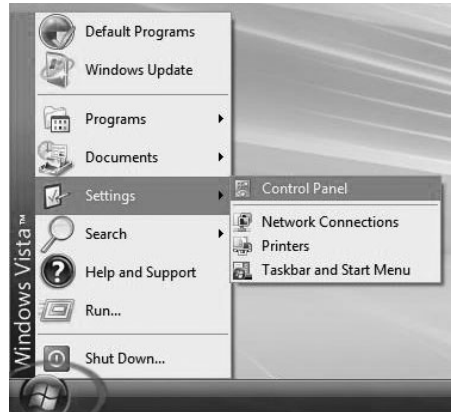 Default Programs
Windows Update
Programs
Documents
Settings
Control Panel
Network Connections
Printers
Taskbar and Start Menu
Search
Help and Support
Run...
Shut Down...
Windows Vista™